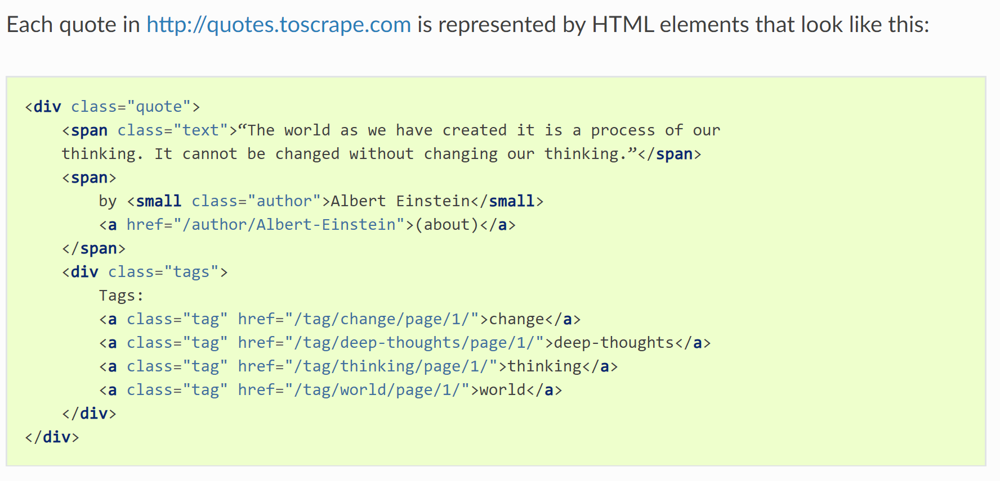 Each quote in http://quotes.toscrape.com is represented by HTML elements that look like this:
<div class="quote">
    <span class="text">“The world as we have created it is a process of our
    thinking. It cannot be changed without changing our thinking.”</span>
    <span>
        by <small class="author">Albert Einstein</small>
        <a href="/author/Albert-Einstein">(about)</a>
    </span>
    <div class="tags">
        Tags:
        <a class="tag" href="/tag/change/page/1/">change</a>
        <a class="tag" href="/tag/deep-thoughts/page/1/">deep-thoughts</a>
        <a class="tag" href="/tag/thinking/page/1/">thinking</a>
        <a class="tag" href="/tag/world/page/1/">world</a>
    </div>
</div>